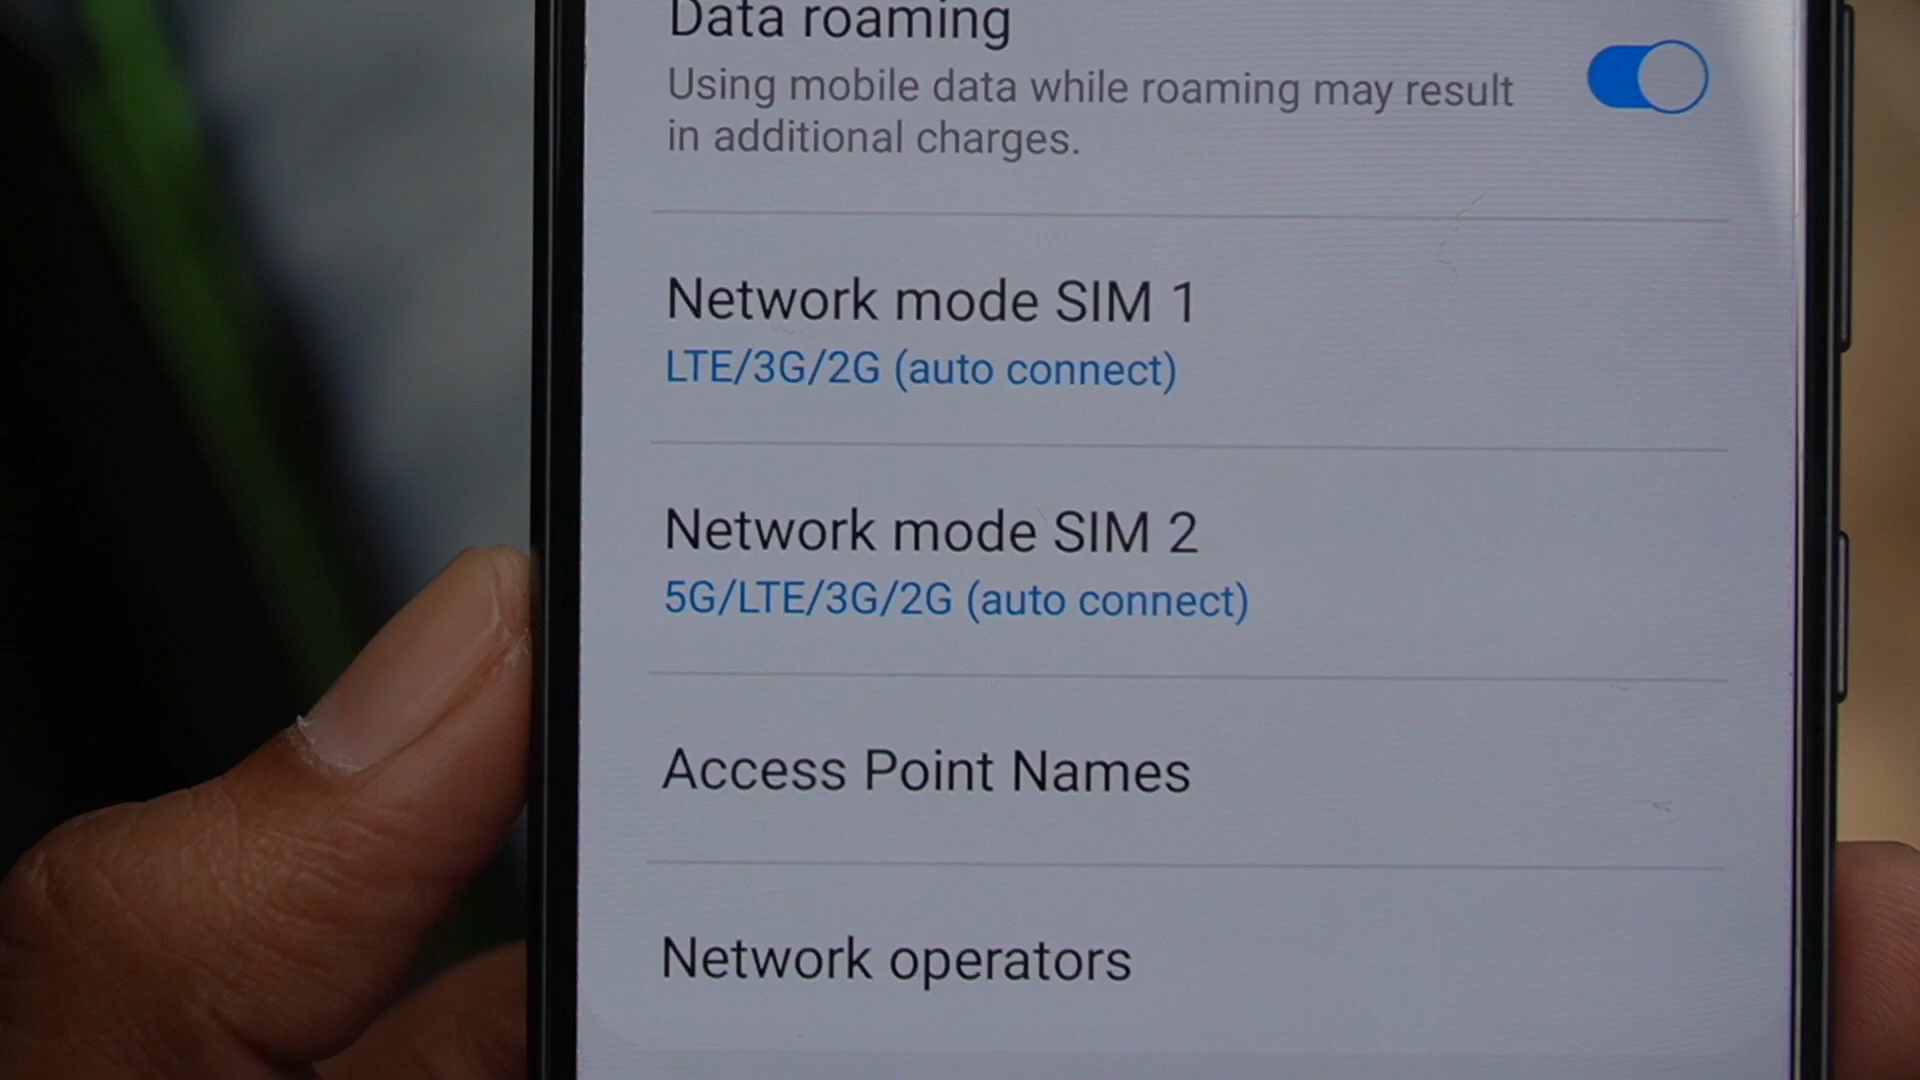 Data roaming
Using mobile data while roaming may result
in additional charges.
Network mode SIM 1
LTE/3G/2G (auto connect)
Network mode SIM 2
5G/LTE/3G/2G (auto connect)
Access Point Names
Network operators